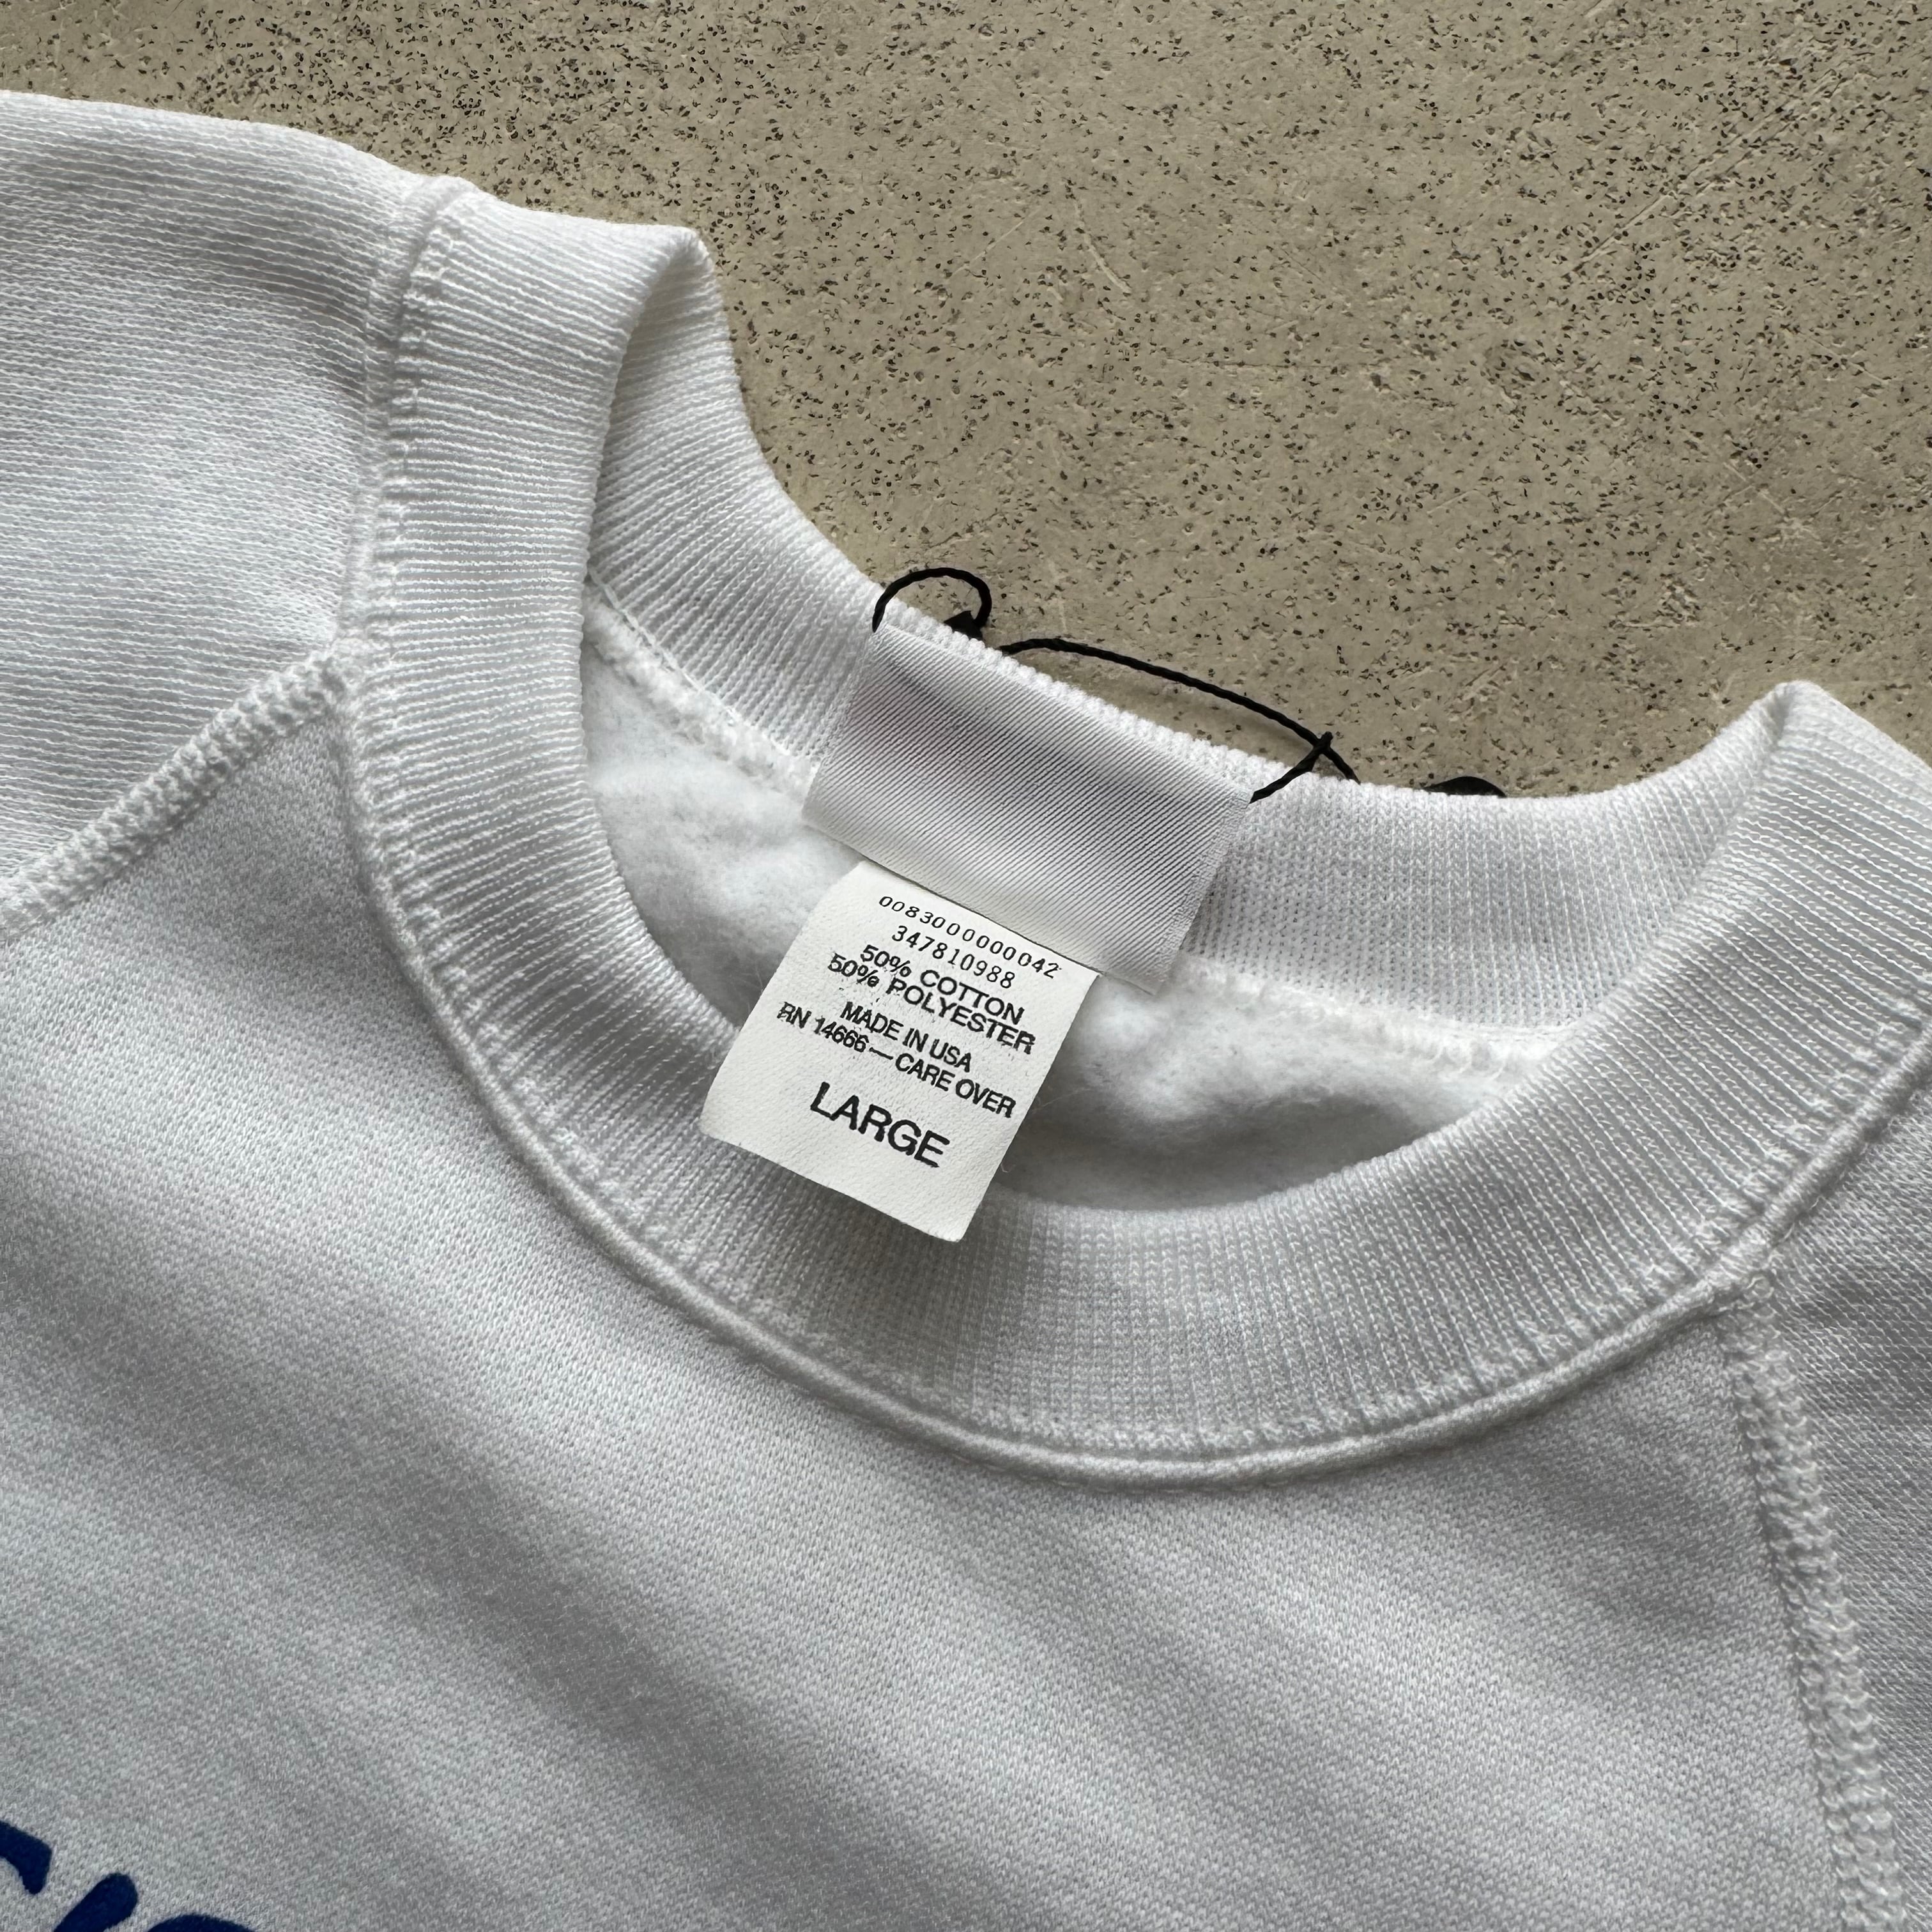 0083000000042
347810988
50% COTTON
50% POLYESTER
MADE IN USA
RN 14666—CARE OVER
LARGE